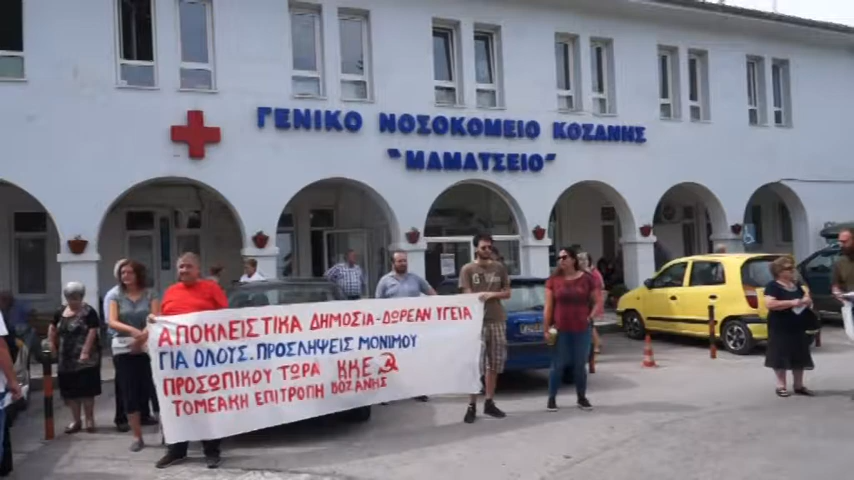 ΓΕΝΙΚΟ ΝΟΣΟΚΟΜΕΙΟ ΚΟΖΑΝΗΣ
"ΜΑΜΑΤΣΕΙΟ"
ΑΠΟΚΛΕΙΣΤΙΚΑ ΔΗΜΟΣΙΑ-ΔΩΡΕΑΝ ΥΓΕΙΑ
ΓΙΑ ΟΛΟΥΣ. ΠΡΟΣΛΗΨΕΙΣ ΜΟΝΙΜΟΥ
ΠΡΟΣΩΠΙΚΟΥ ΤΩΡΑ ΚΚΕ
ΤΟΜΕΑΚΗ ΕΠΙΤΡΟΠΗ ΚΟΖΑΝΗΣ